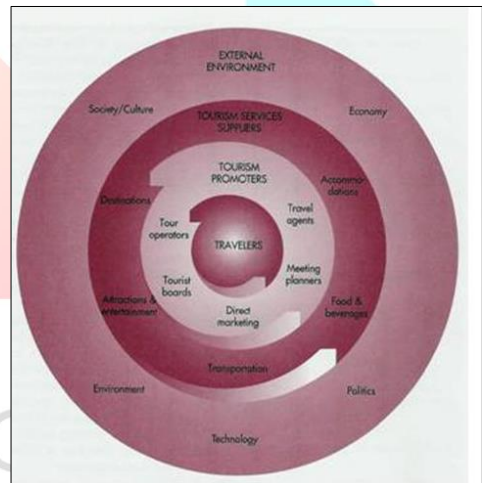 EXTERNAL
ENVIRONMENT
Society/Culture
Economy
TOURISM SERVICES
SUPPLIERS
TOURISM
PROMOTERS
Accommo-
dations
Destinations
Travel
agents
Tour
operators
TRAVELERS
Meeting
planners
Tourist
boards
Attractions &
entertainment
Food &
beverages
Direct
marketing
Transportation
Environment
Politics
Technology